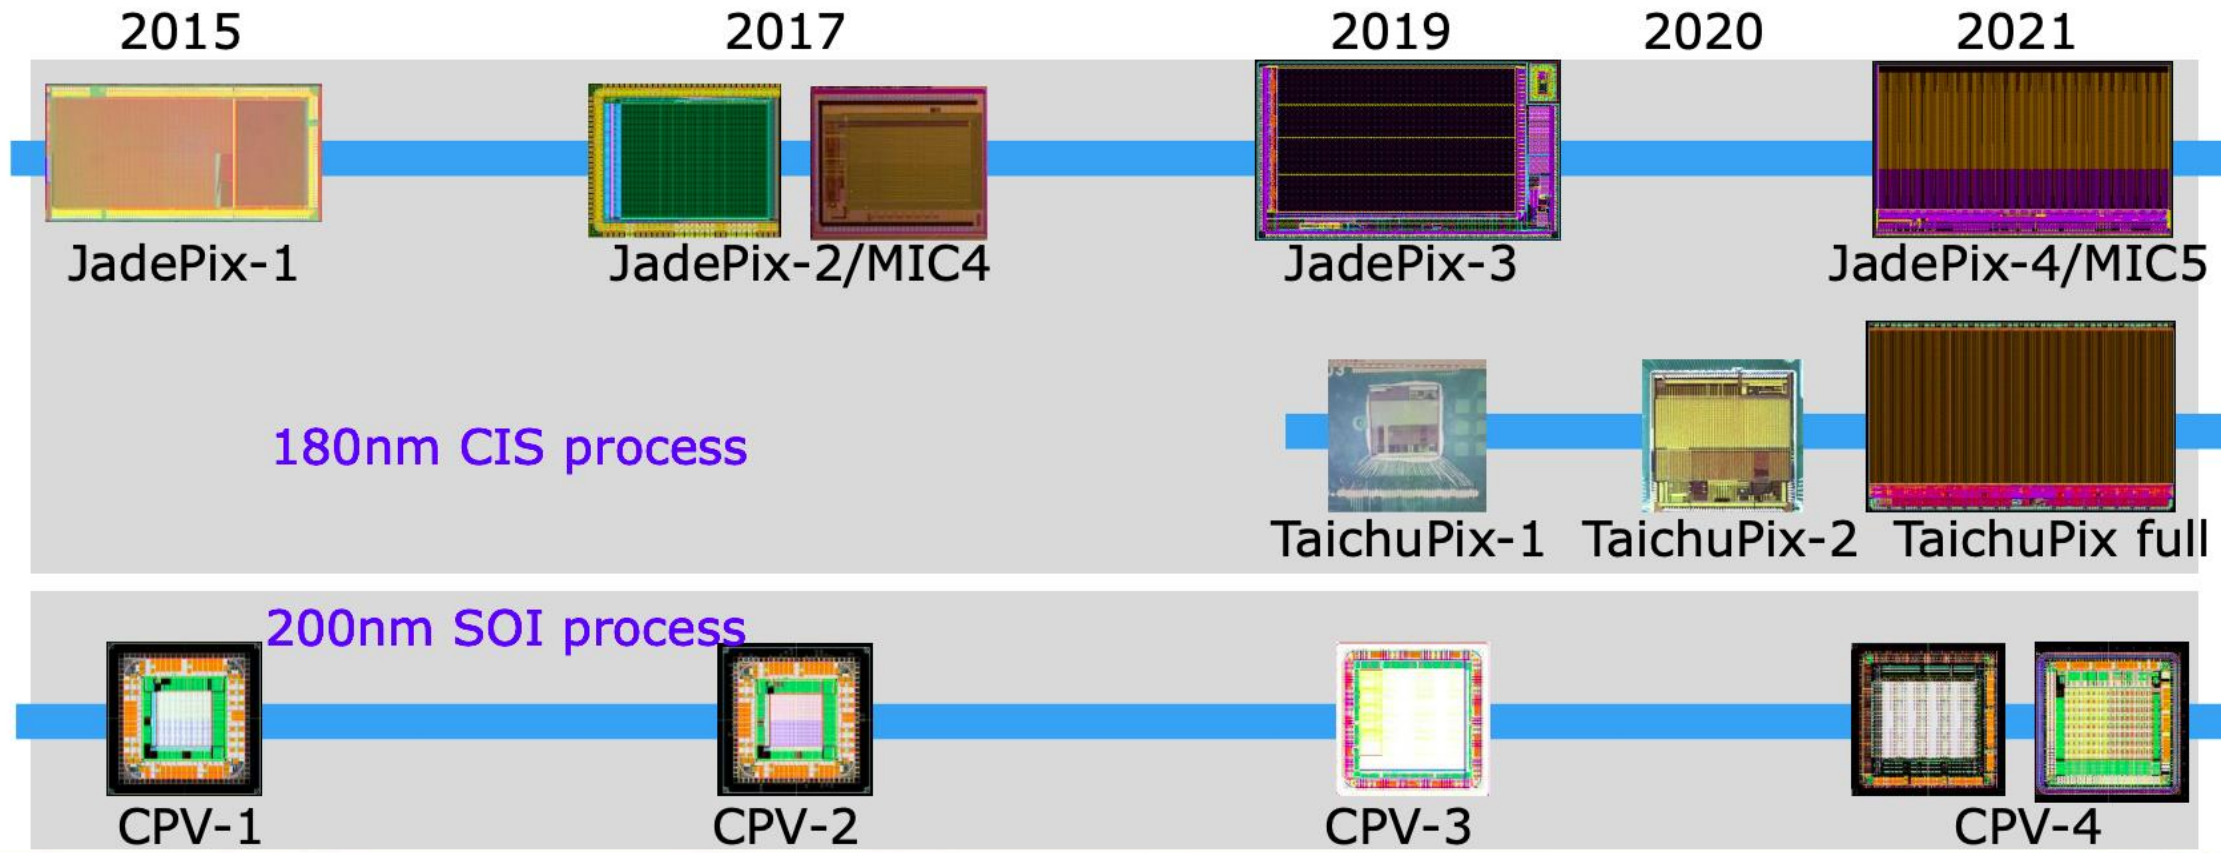 2015 2017 2019 2020 2021
JadePix-1 JadePix-2/MIC4 JadePix-3 JadePix-4/MIC5
180nm CIS process
TaichuPix-1 TaichuPix-2 TaichuPix full
200nm SOI process
CPV-1 CPV-2 CPV-3 CPV-4